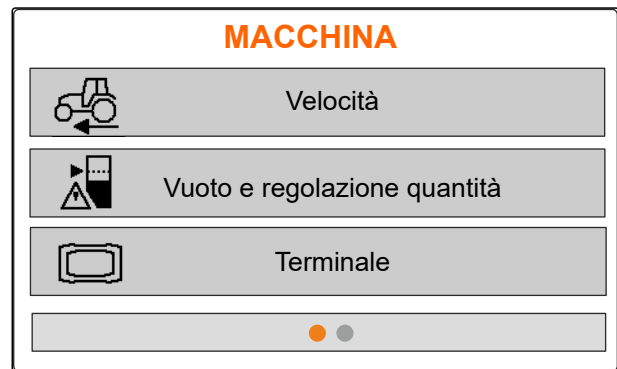 MACCHINA
Velocità
Vuoto e regolazione quantità
Terminale